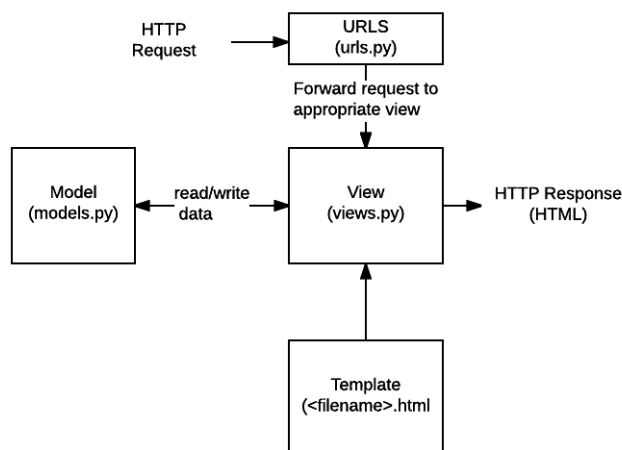 HTTP
Request
URLS
(urls.py)
Forward request to
appropriate view
Model
(models.py)
read/write
data
View
(views.py)
HTTP Response
(HTML)
Template
(<filename>.html